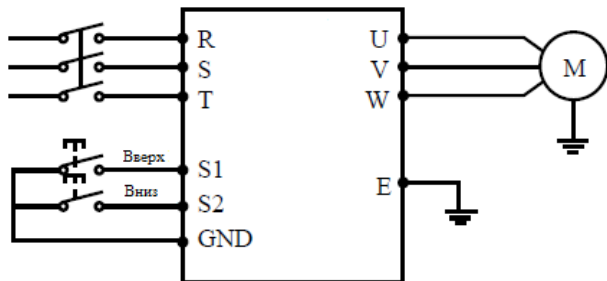 R U
S V M
T W
Вверх S1
Вниз S2 E
GND